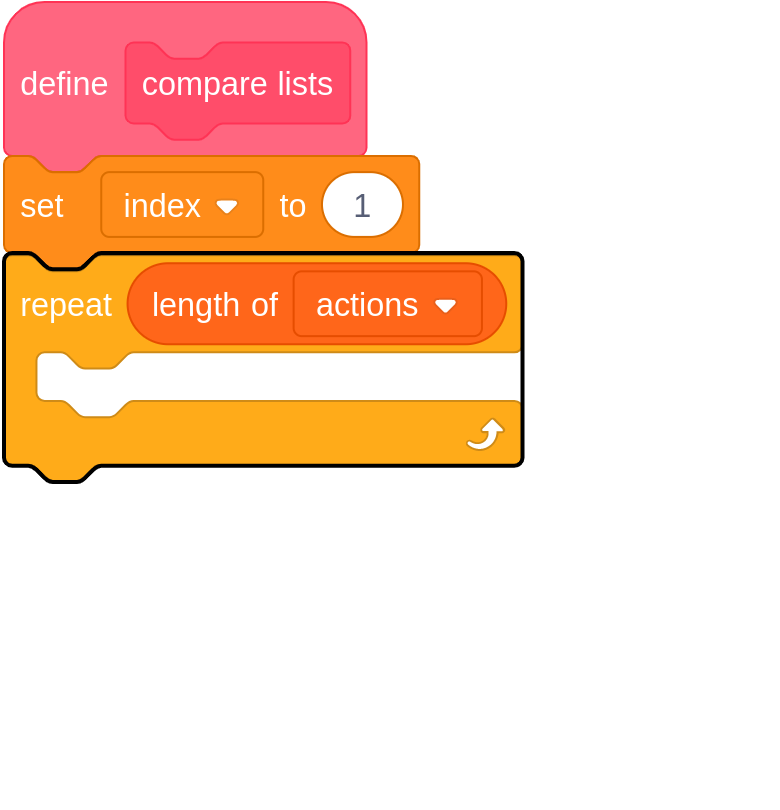 define compare lists
set index to 1
repeat length of actions